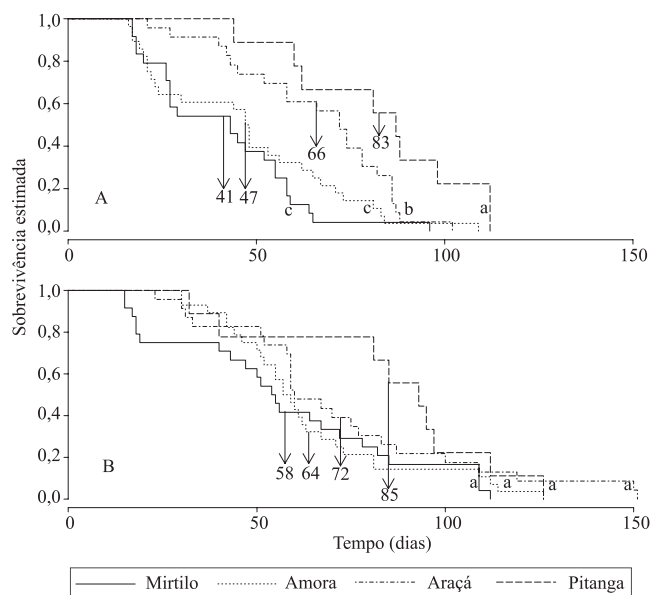 Sobrevivência estimada
1,0
0,8
0,6
0,4
0,2
0,0
A
41
47
66
83
c
c
b
a
0
50
100
150
1,0
0,8
0,6
0,4
0,2
0,0
B
58
64
72
85
a
a
a
a
0
50
100
150
Tempo (dias)
Mirtilo Amora Araçá Pitanga